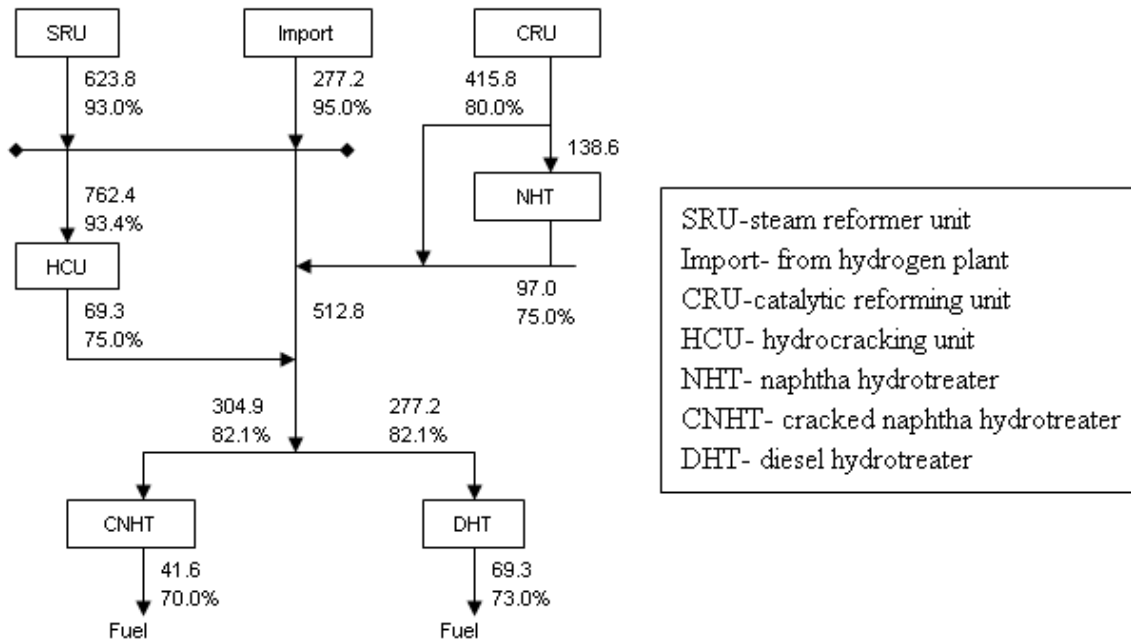 SRU
Import
CRU
623.8
93.0%
277.2
95.0%
415.8
80.0%
138.6
NHT
762.4
93.4%
HCU
97.0
75.0%
69.3
75.0%
512.8
304.9
82.1%
277.2
82.1%
CNHT
DHT
41.6
70.0%
69.3
73.0%
Fuel
Fuel
SRU-steam reformer unit
Import- from hydrogen plant
CRU-catalytic reforming unit
HCU- hydrocracking unit
NHT- naphtha hydrotreater
CNHT- cracked naphtha hydrotreater
DHT- diesel hydrotreater